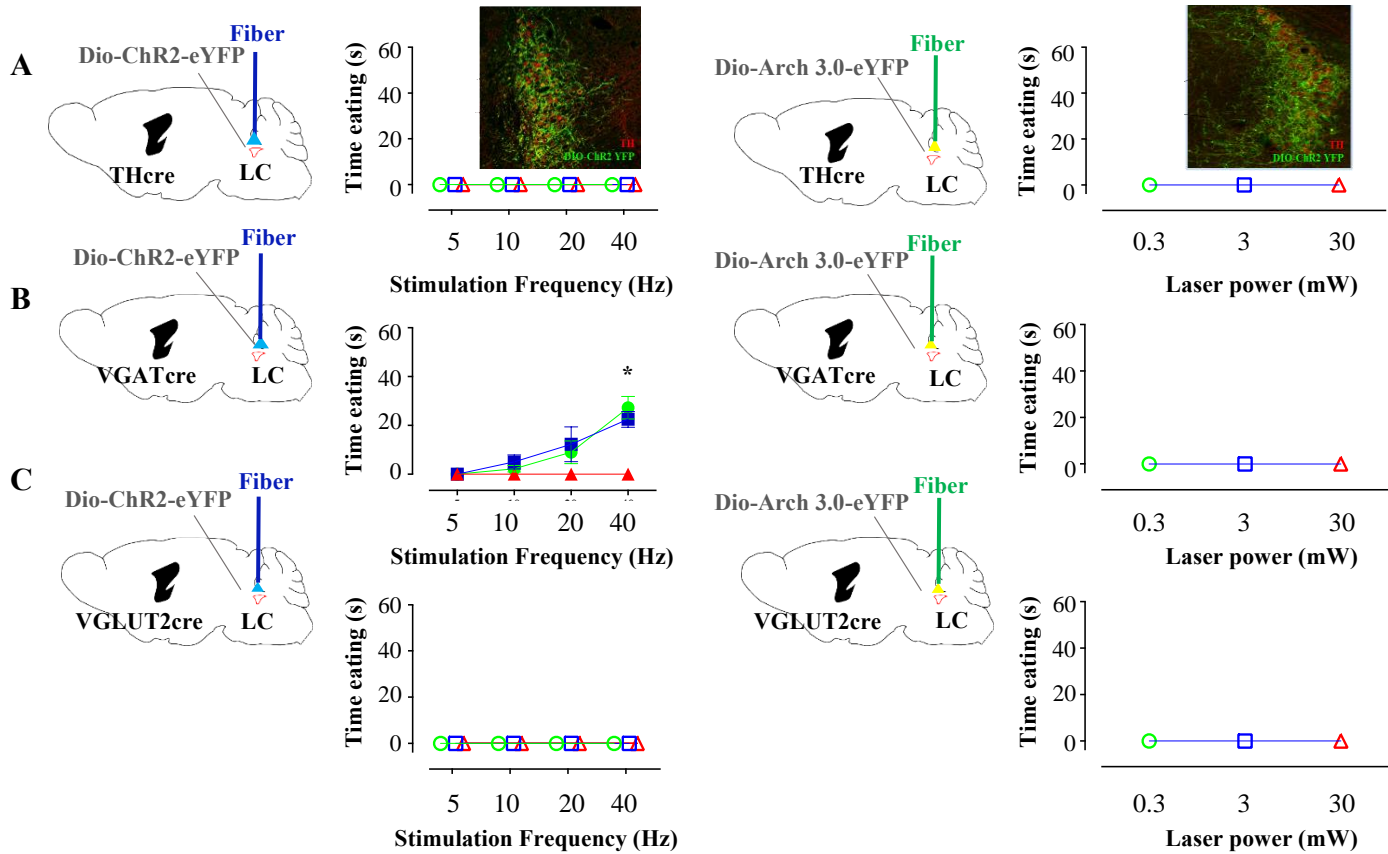 A
Fiber
Dio-ChR2-eYFP
THcre
LC
Time eating (s)
60
40
20
0
TH
DIO-ChR2 YFP
5
10
20
40
Stimulation Frequency (Hz)
Fiber
Dio-Arch 3.0-eYFP
THcre
LC
Time eating (s)
60
40
20
0
TH
DIO-ChR2 YFP
0.3
3
30
Laser power (mW)
B
Fiber
Dio-ChR2-eYFP
VGATcre
LC
Time eating (s)
60
40
20
0
*
5
10
20
40
Stimulation Frequency (Hz)
Fiber
Dio-Arch 3.0-eYFP
VGATcre
LC
Time eating (s)
60
40
20
0
0.3
3
30
Laser power (mW)
C
Fiber
Dio-ChR2-eYFP
VGLUT2cre
LC
Time eating (s)
60
40
20
0
5
10
20
40
Stimulation Frequency (Hz)
Fiber
Dio-Arch 3.0-eYFP
VGLUT2cre
LC
Time eating (s)
60
40
20
0
0.3
3
30
Laser power (mW)